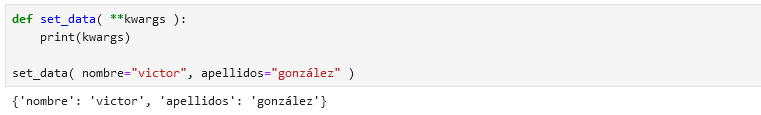 def set_data( **kwargs ):
    print(kwargs)
set_data( nombre="victor", apellidos="gonzález" )
{'nombre': 'victor', 'apellidos': 'gonzález'}